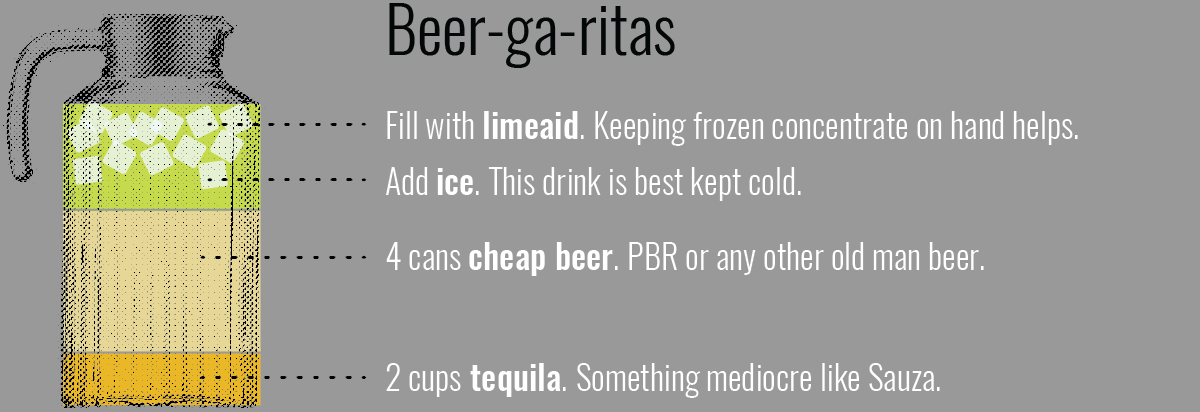 Beer-ga-ritas
Fill with limeaid. Keeping frozen concentrate on hand helps.
Add ice. This drink is best kept cold.
4 cans cheap beer. PBR or any other old man beer.
2 cups tequila. Something mediocre like Sauza.